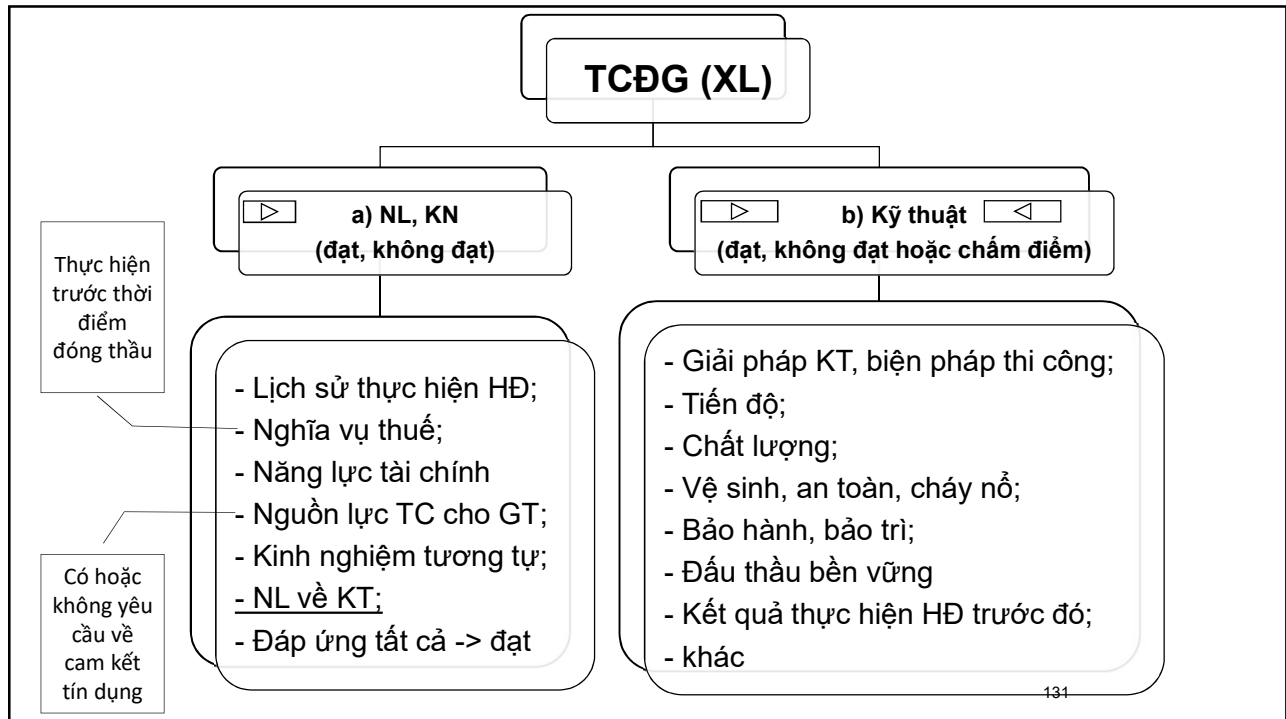 TCĐG (XL)
a) NL, KN
(đạt, không đạt)
b) Kỹ thuật
(đạt, không đạt hoặc chấm điểm)
Thực hiện
trước thời
điểm
đóng thầu
Có hoặc
không yêu
cầu về
cam kết
tín dụng
- Lịch sử thực hiện HĐ;
- Nghĩa vụ thuế;
- Năng lực tài chính
- Nguồn lực TC cho GT;
- Kinh nghiệm tương tự;
- NL về KT;
- Đáp ứng tất cả -> đạt
- Giải pháp KT, biện pháp thi công;
- Tiến độ;
- Chất lượng;
- Vệ sinh, an toàn, cháy nổ;
- Bảo hành, bảo trì;
- Đấu thầu bền vững
- Kết quả thực hiện HĐ trước đó;
- khác
131